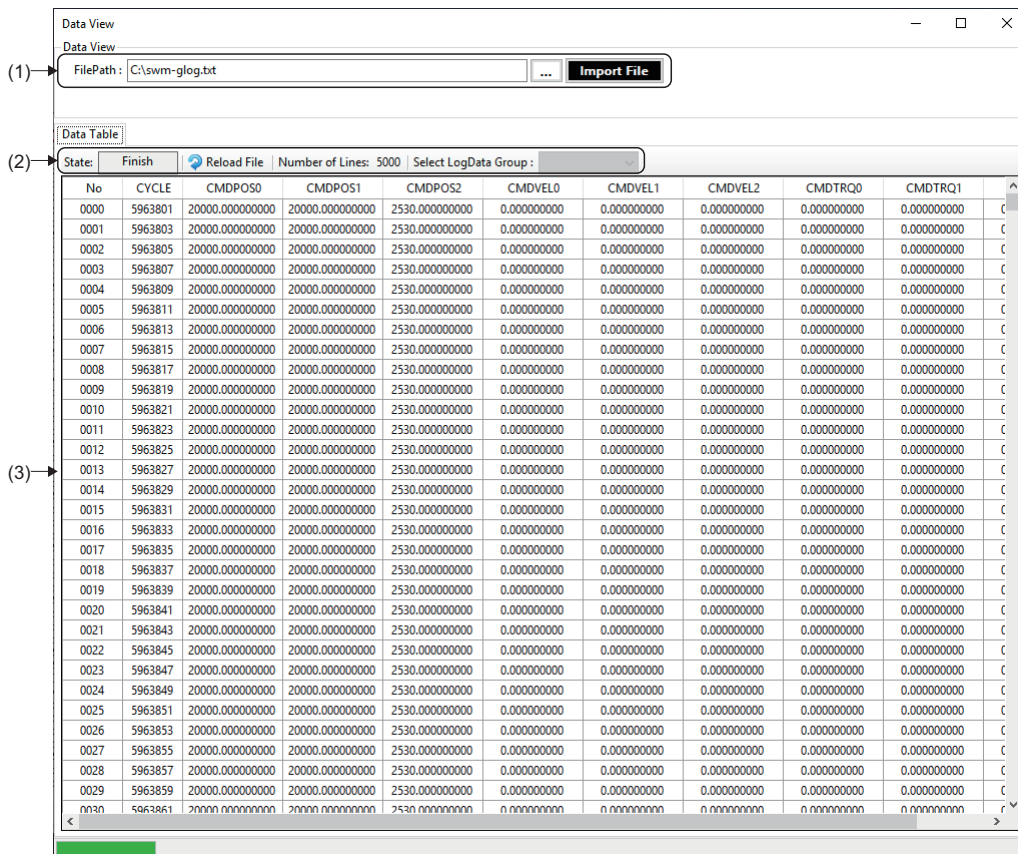 Data View
Data View
(1) FilePath : C:\swm-glog.txt ... Import File
Data Table
(2) State: Finish Reload File Number of Lines: 5000 Select LogData Group :
No CYCLE CMDPOS0 CMDPOS1 CMDPOS2 CMDVEL0 CMDVEL1 CMDVEL2 CMDTRQ0 CMDTRQ1
0000 5963801 20000.000000000 20000.000000000 2530.000000000 0.000000000 0.000000000 0.000000000 0.000000000 0.000000000
0001 5963803 20000.000000000 20000.000000000 2530.000000000 0.000000000 0.000000000 0.000000000 0.000000000 0.000000000
0002 5963805 20000.000000000 20000.000000000 2530.000000000 0.000000000 0.000000000 0.000000000 0.000000000 0.000000000
0003 5963807 20000.000000000 20000.000000000 2530.000000000 0.000000000 0.000000000 0.000000000 0.000000000 0.000000000
0004 5963809 20000.000000000 20000.000000000 2530.000000000 0.000000000 0.000000000 0.000000000 0.000000000 0.000000000
0005 5963811 20000.000000000 20000.000000000 2530.000000000 0.000000000 0.000000000 0.000000000 0.000000000 0.000000000
0006 5963813 20000.000000000 20000.000000000 2530.000000000 0.000000000 0.000000000 0.000000000 0.000000000 0.000000000
0007 5963815 20000.000000000 20000.000000000 2530.000000000 0.000000000 0.000000000 0.000000000 0.000000000 0.000000000
0008 5963817 20000.000000000 20000.000000000 2530.000000000 0.000000000 0.000000000 0.000000000 0.000000000 0.000000000
0009 5963819 20000.000000000 20000.000000000 2530.000000000 0.000000000 0.000000000 0.000000000 0.000000000 0.000000000
0010 5963821 20000.000000000 20000.000000000 2530.000000000 0.000000000 0.000000000 0.000000000 0.000000000 0.000000000
0011 5963823 20000.000000000 20000.000000000 2530.000000000 0.000000000 0.000000000 0.000000000 0.000000000 0.000000000
0012 5963825 20000.000000000 20000.000000000 2530.000000000 0.000000000 0.000000000 0.000000000 0.000000000 0.000000000
(3) 0013 5963827 20000.000000000 20000.000000000 2530.000000000 0.000000000 0.000000000 0.000000000 0.000000000 0.000000000
0014 5963829 20000.000000000 20000.000000000 2530.000000000 0.000000000 0.000000000 0.000000000 0.000000000 0.000000000
0015 5963831 20000.000000000 20000.000000000 2530.000000000 0.000000000 0.000000000 0.000000000 0.000000000 0.000000000
0016 5963833 20000.000000000 20000.000000000 2530.000000000 0.000000000 0.000000000 0.000000000 0.000000000 0.000000000
0017 5963835 20000.000000000 20000.000000000 2530.000000000 0.000000000 0.000000000 0.000000000 0.000000000 0.000000000
0018 5963837 20000.000000000 20000.000000000 2530.000000000 0.000000000 0.000000000 0.000000000 0.000000000 0.000000000
0019 5963839 20000.000000000 20000.000000000 2530.000000000 0.000000000 0.000000000 0.000000000 0.000000000 0.000000000
0020 5963841 20000.000000000 20000.000000000 2530.000000000 0.000000000 0.000000000 0.000000000 0.000000000 0.000000000
0021 5963843 20000.000000000 20000.000000000 2530.000000000 0.000000000 0.000000000 0.000000000 0.000000000 0.000000000
0022 5963845 20000.000000000 20000.000000000 2530.000000000 0.000000000 0.000000000 0.000000000 0.000000000 0.000000000
0023 5963847 20000.000000000 20000.000000000 2530.000000000 0.000000000 0.000000000 0.000000000 0.000000000 0.000000000
0024 5963849 20000.000000000 20000.000000000 2530.000000000 0.000000000 0.000000000 0.000000000 0.000000000 0.000000000
0025 5963851 20000.000000000 20000.000000000 2530.000000000 0.000000000 0.000000000 0.000000000 0.000000000 0.000000000
0026 5963853 20000.000000000 20000.000000000 2530.000000000 0.000000000 0.000000000 0.000000000 0.000000000 0.000000000
0027 5963855 20000.000000000 20000.000000000 2530.000000000 0.000000000 0.000000000 0.000000000 0.000000000 0.000000000
0028 5963857 20000.000000000 20000.000000000 2530.000000000 0.000000000 0.000000000 0.000000000 0.000000000 0.000000000
0029 5963859 20000.000000000 20000.000000000 2530.000000000 0.000000000 0.000000000 0.000000000 0.000000000 0.000000000
0030 5963861 20000.000000000 20000.000000000 2530.000000000 0.000000000 0.000000000 0.000000000 0.000000000 0.000000000